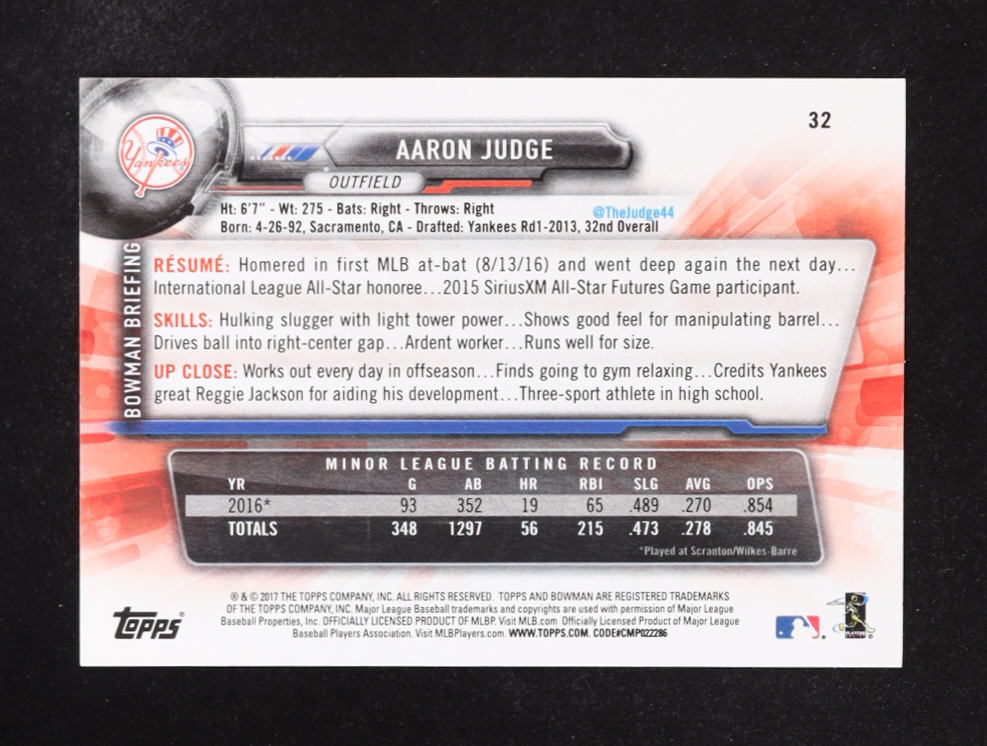 32
Yankees
AARON JUDGE
OUTFIELD
Ht: 6'7" - Wt: 275 - Bats: Right - Throws: Right
@TheJudge44
Born: 4-26-92, Sacramento, CA - Drafted: Yankees Rd1-2013, 32nd Overall
BOWMAN BRIEFING
RÉSUMÉ: Homered in first MLB at-bat (8/13/16) and went deep again the next day...
International League All-Star honoree...2015 SiriusXM All-Star Futures Game participant.
SKILLS: Hulking slugger with light tower power...Shows good feel for manipulating barrel...
Drives ball into right-center gap...Ardent worker...Runs well for size.
UP CLOSE: Works out every day in offseason...Finds going to gym relaxing...Credits Yankees
great Reggie Jackson for aiding his development...Three-sport athlete in high school.
MINOR LEAGUE BATTING RECORD
YR G AB HR RBI SLG AVG OPS
2016* 93 352 19 65 .489 .270 .854
TOTALS 348 1297 56 215 .473 .278 .845
*Played at Scranton/Wilkes-Barre
® & © 2017 THE TOPPS COMPANY, INC. ALL RIGHTS RESERVED. TOPPS AND BOWMAN ARE REGISTERED TRADEMARKS
OF THE TOPPS COMPANY, INC. Major League Baseball trademarks and copyrights are used with permission of Major League
Baseball Properties, Inc. OFFICIALLY LICENSED PRODUCT OF MLBP. Visit MLB.com Officially Licensed Product of Major League
Baseball Players Association. Visit MLBPlayers.com. WWW.TOPPS.COM. CODE#CMP022286
TOPPS®
PLAYERS